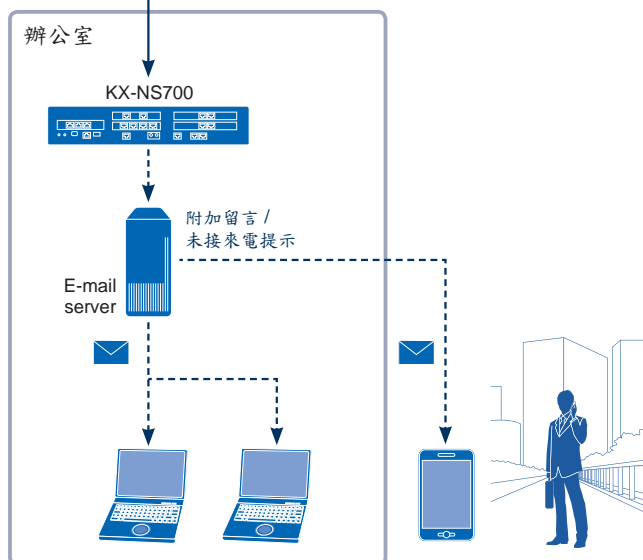 辦公室
KX-NS700
附加留言 /
未接來電提示
E-mail
server